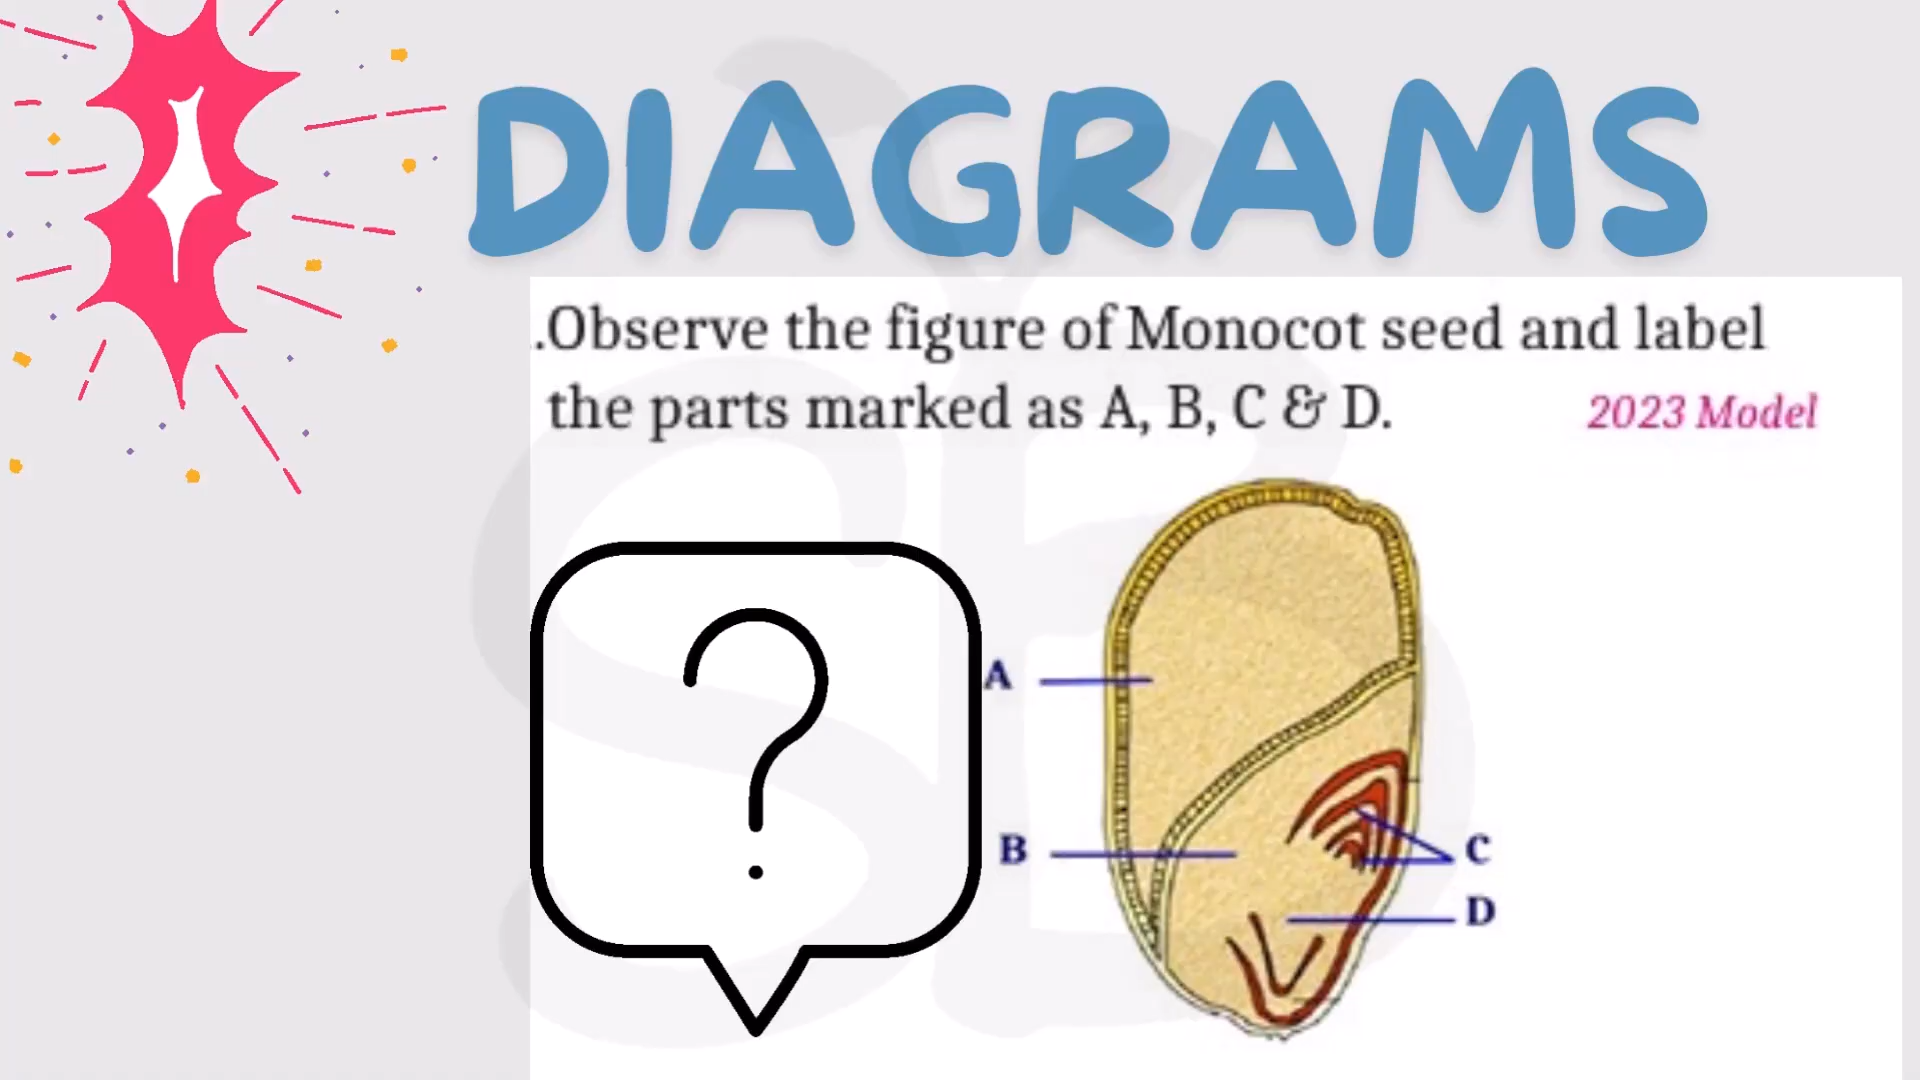 DIAGRAMS
.Observe the figure of Monocot seed and label
the parts marked as A, B, C & D.
2023 Model
?
A
B
C
D